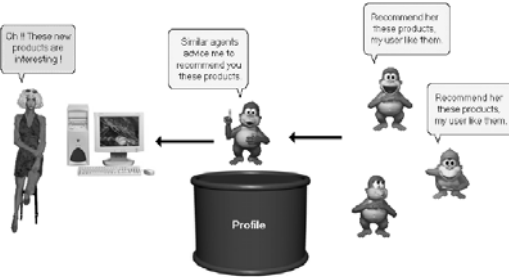 Oh !! These new
products are
interesting !
Similar agents
advice me to
recommend you
these products.
Recommend her
these products,
my user like them.
Recommend her
these products,
my user like them.
Profile